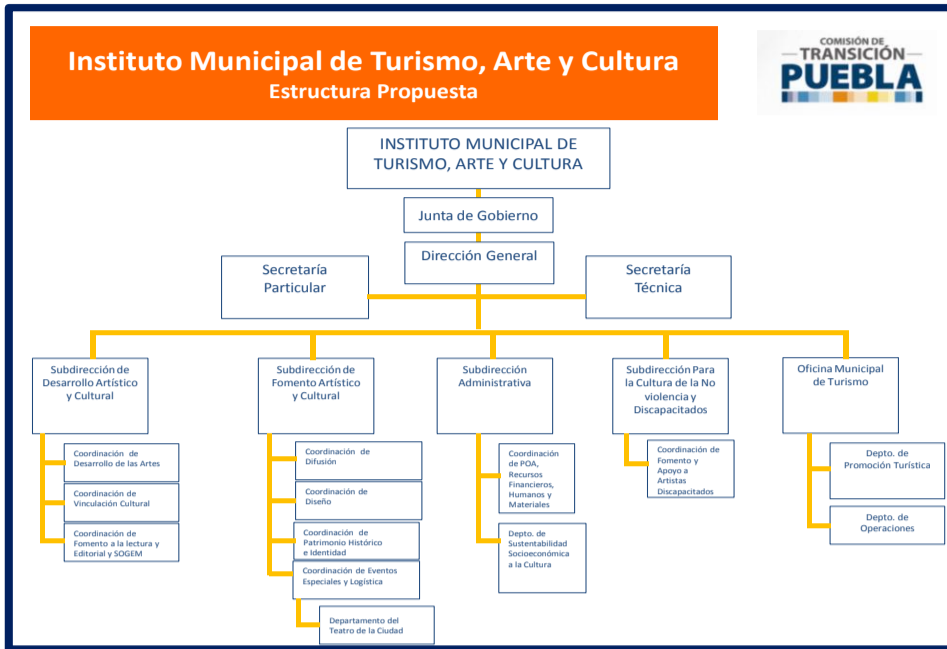 Instituto Municipal de Turismo, Arte y Cultura
Estructura Propuesta
COMISIÓN DE
TRANSICIÓN
PUEBLA
INSTITUTO MUNICIPAL DE
TURISMO, ARTE Y CULTURA
Junta de Gobierno
Dirección General
Secretaría
Particular
Secretaría
Técnica
Subdirección de
Desarrollo Artístico
y Cultural
Coordinación de
Desarrollo de las Artes
Coordinación de
Vinculación Cultural
Coordinación de
Fomento a la lectura y
Editorial y SOGEM
Subdirección de
Fomento Artístico
y Cultural
Coordinación de
Difusión
Coordinación de
Diseño
Coordinación de
Patrimonio Histórico
e Identidad
Coordinación de Eventos
Especiales y Logística
Departamento del
Teatro de la Ciudad
Subdirección
Administrativa
Coordinación
de POA,
Recursos
Financieros,
Humanos y
Materiales
Depto. de
Sustentabilidad
Socioeconómica
a la Cultura
Subdirección Para
la Cultura de la No
violencia y
Discapacitados
Coordinación de
Fomento y
Apoyo a
Artistas
Discapacitados
Oficina Municipal
de Turismo
Depto. de
Promoción Turística
Depto. de
Operaciones